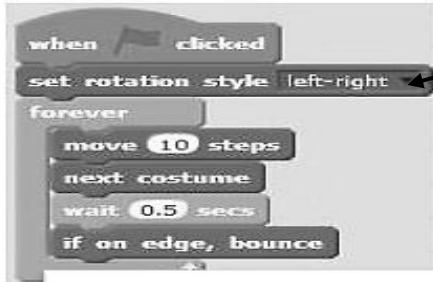 when clicked
set rotation style left-right
forever
move 10 steps
next costume
wait 0.5 secs
if on edge, bounce